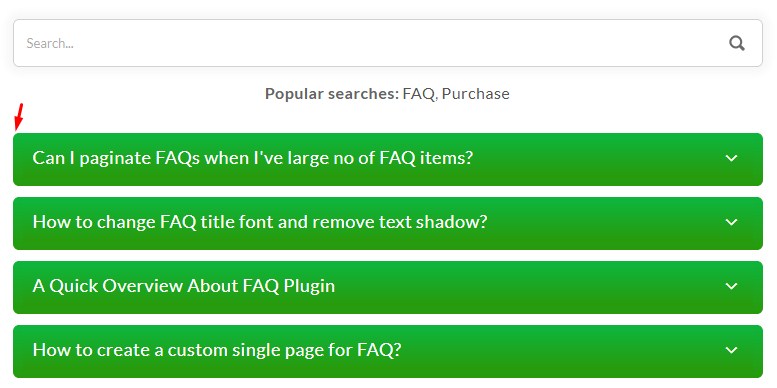 Search...
Popular searches: FAQ, Purchase
Can I paginate FAQs when I've large no of FAQ items?
How to change FAQ title font and remove text shadow?
A Quick Overview About FAQ Plugin
How to create a custom single page for FAQ?